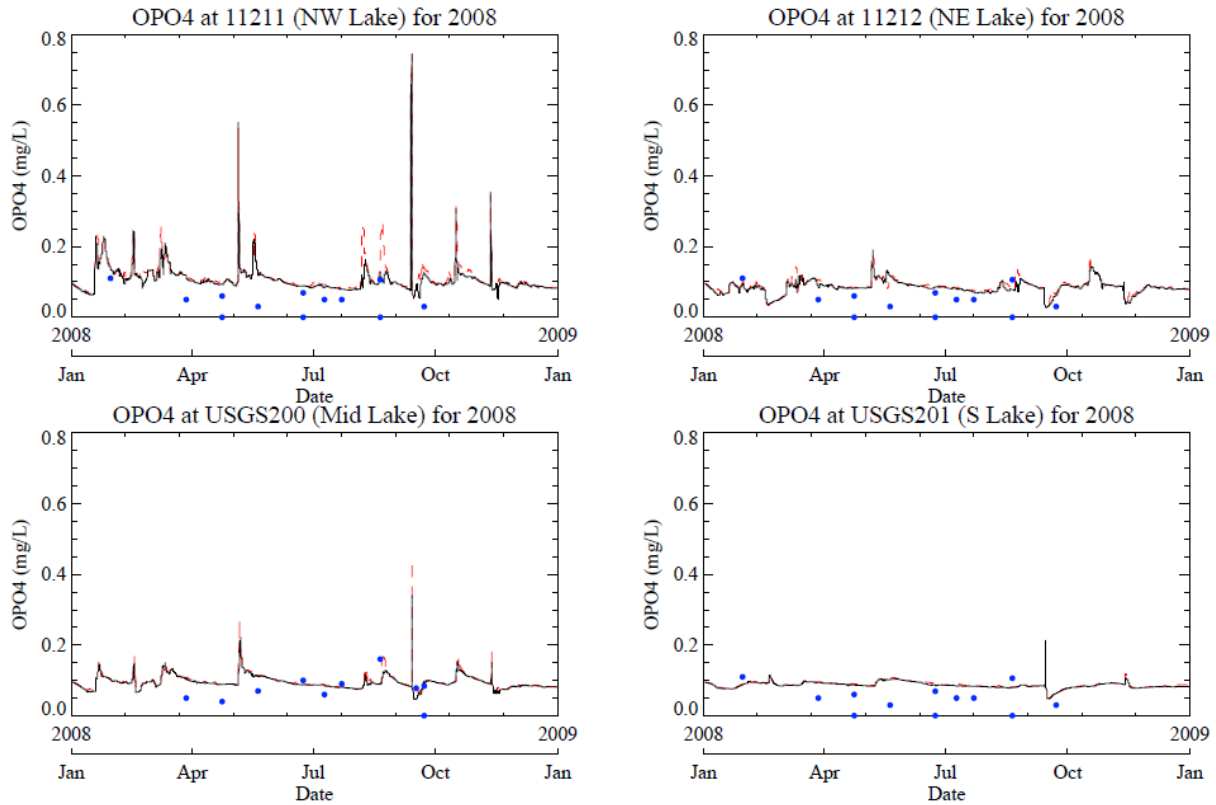 OPO4 at 11211 (NW Lake) for 2008
0.8
0.6
0.4
0.2
0.0
OPO4 (mg/L)
2008 2009
Jan Apr Jul Oct Jan
Date
OPO4 at 11212 (NE Lake) for 2008
0.8
0.6
0.4
0.2
0.0
OPO4 (mg/L)
2008 2009
Jan Apr Jul Oct Jan
Date
OPO4 at USGS200 (Mid Lake) for 2008
0.8
0.6
0.4
0.2
0.0
OPO4 (mg/L)
2008 2009
Jan Apr Jul Oct Jan
Date
OPO4 at USGS201 (S Lake) for 2008
0.8
0.6
0.4
0.2
0.0
OPO4 (mg/L)
2008 2009
Jan Apr Jul Oct Jan
Date